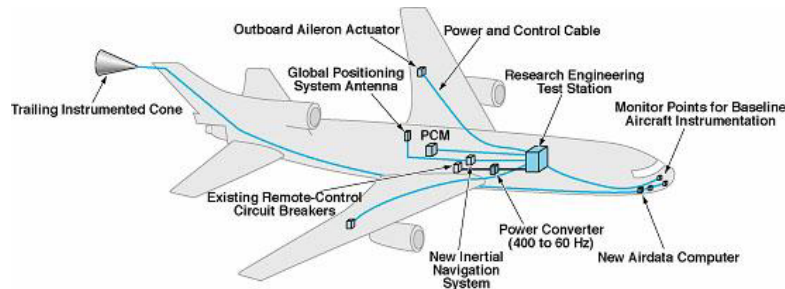 Outboard Aileron Actuator
Power and Control Cable
Global Positioning
System Antenna
Research Engineering
Test Station
Trailing Instrumented Cone
PCM
Monitor Points for Baseline
Aircraft Instrumentation
Existing Remote-Control
Circuit Breakers
New Inertial
Navigation
System
Power Converter
(400 to 60 Hz)
New Airdata Computer